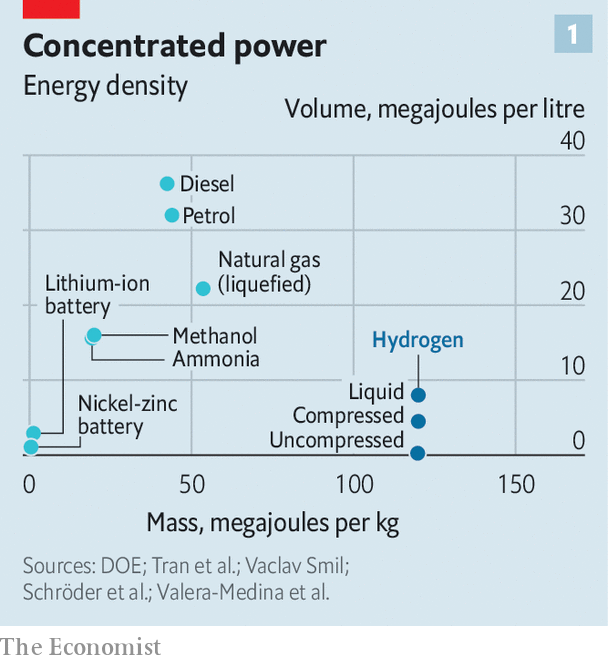 1
Concentrated power
Energy density
Volume, megajoules per litre
40
Diesel
Petrol
30
Natural gas
(liquefied)
Lithium-ion
battery
20
Methanol
Ammonia
Hydrogen
10
Liquid
Compressed
Uncompressed
Nickel-zinc
battery
0
0
50
100
150
Mass, megajoules per kg
Sources: DOE; Tran et al.; Vaclav Smil;
Schröder et al.; Valera-Medina et al.
The Economist